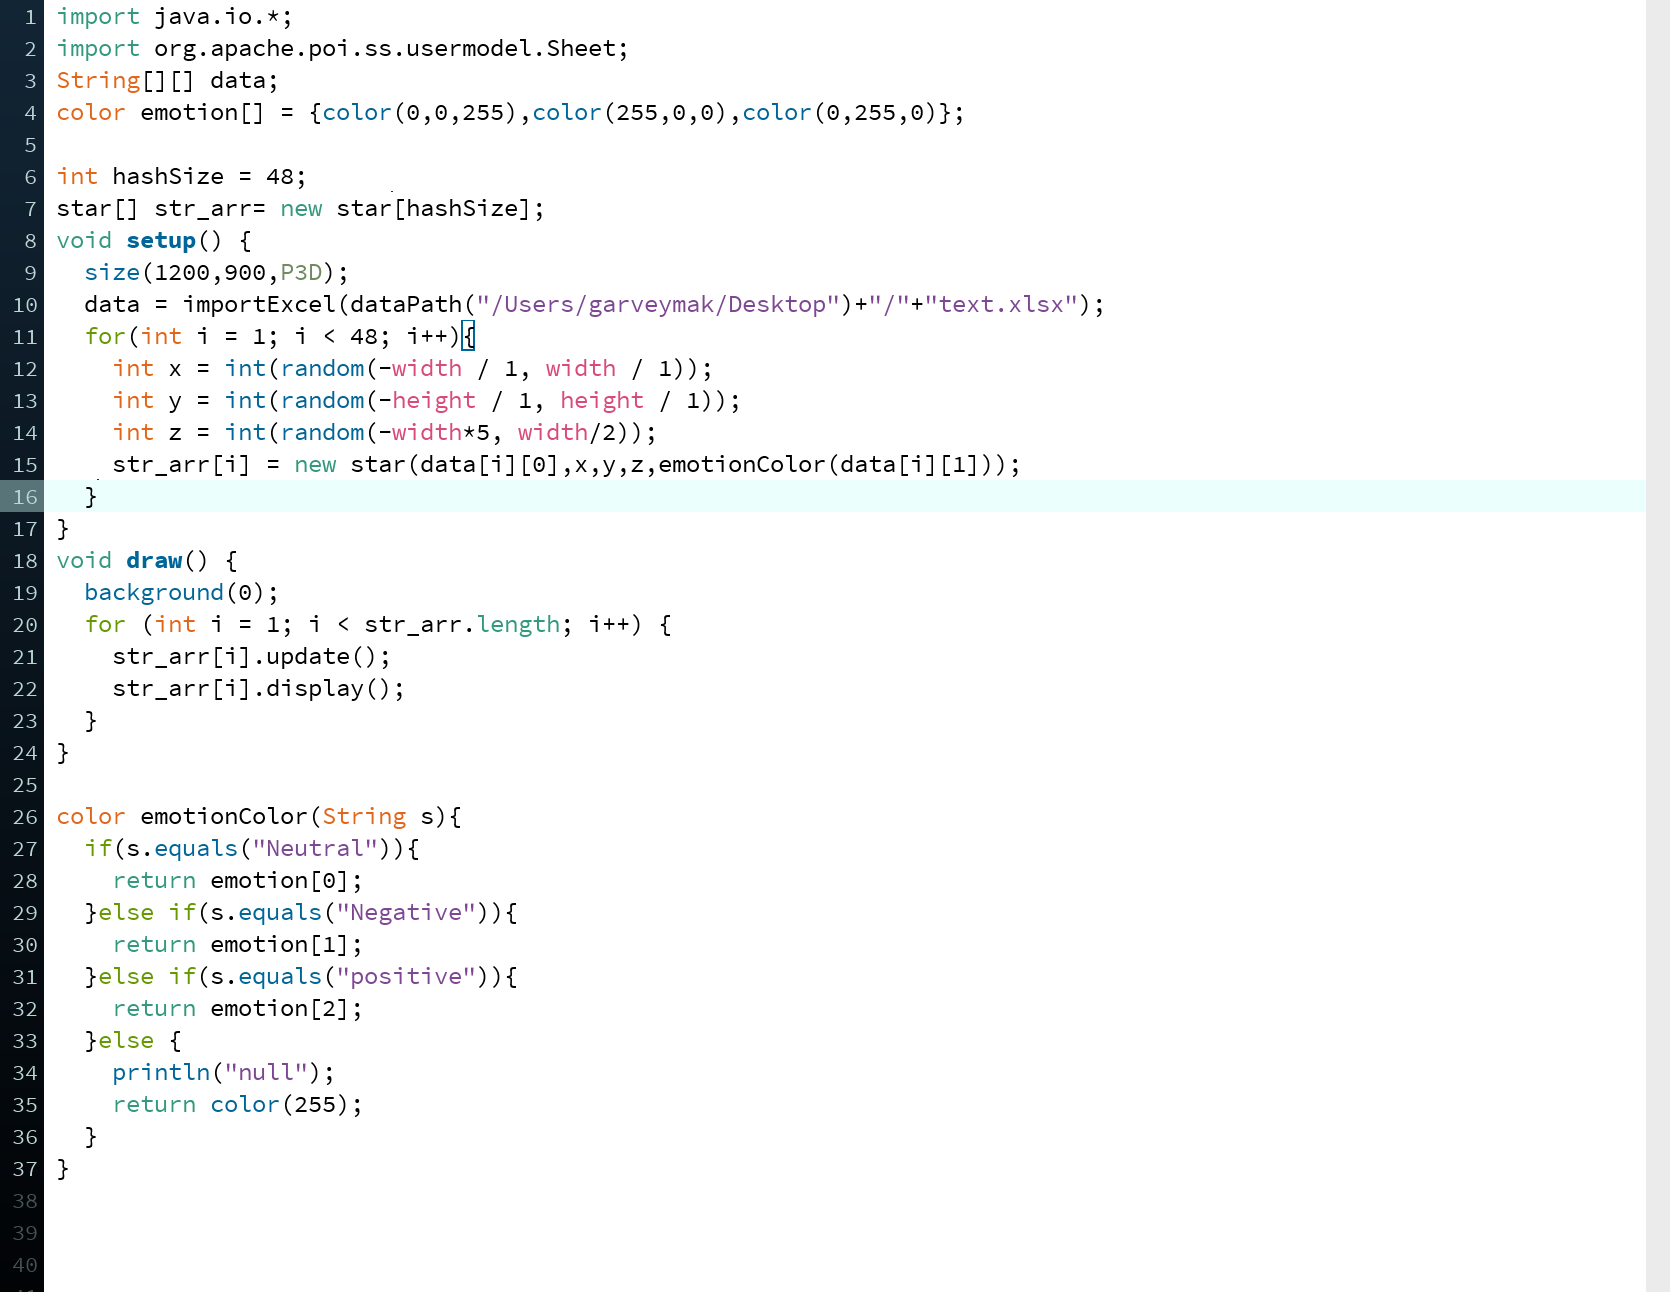 1 import java.io.*;
2 import org.apache.poi.ss.usermodel.Sheet;
3 String[][] data;
4 color emotion[] = {color(0,0,255),color(255,0,0),color(0,255,0)};
5
6 int hashSize = 48;
7 star[] str_arr= new star[hashSize];
8 void setup() {
9   size(1200,900,P3D);
10   data = importExcel(dataPath("/Users/garveymak/Desktop")+"/"+"text.xlsx");
11   for(int i = 1; i < 48; i++){
12     int x = int(random(-width / 1, width / 1));
13     int y = int(random(-height / 1, height / 1));
14     int z = int(random(-width*5, width/2));
15     str_arr[i] = new star(data[i][0],x,y,z,emotionColor(data[i][1]));
16   }
17 }
18 void draw() {
19   background(0);
20   for (int i = 1; i < str_arr.length; i++) {
21     str_arr[i].update();
22     str_arr[i].display();
23   }
24 }
25
26 color emotionColor(String s){
27   if(s.equals("Neutral")){
28     return emotion[0];
29   }else if(s.equals("Negative")){
30     return emotion[1];
31   }else if(s.equals("positive")){
32     return emotion[2];
33   }else {
34     println("null");
35     return color(255);
36   }
37 }
38
39
40